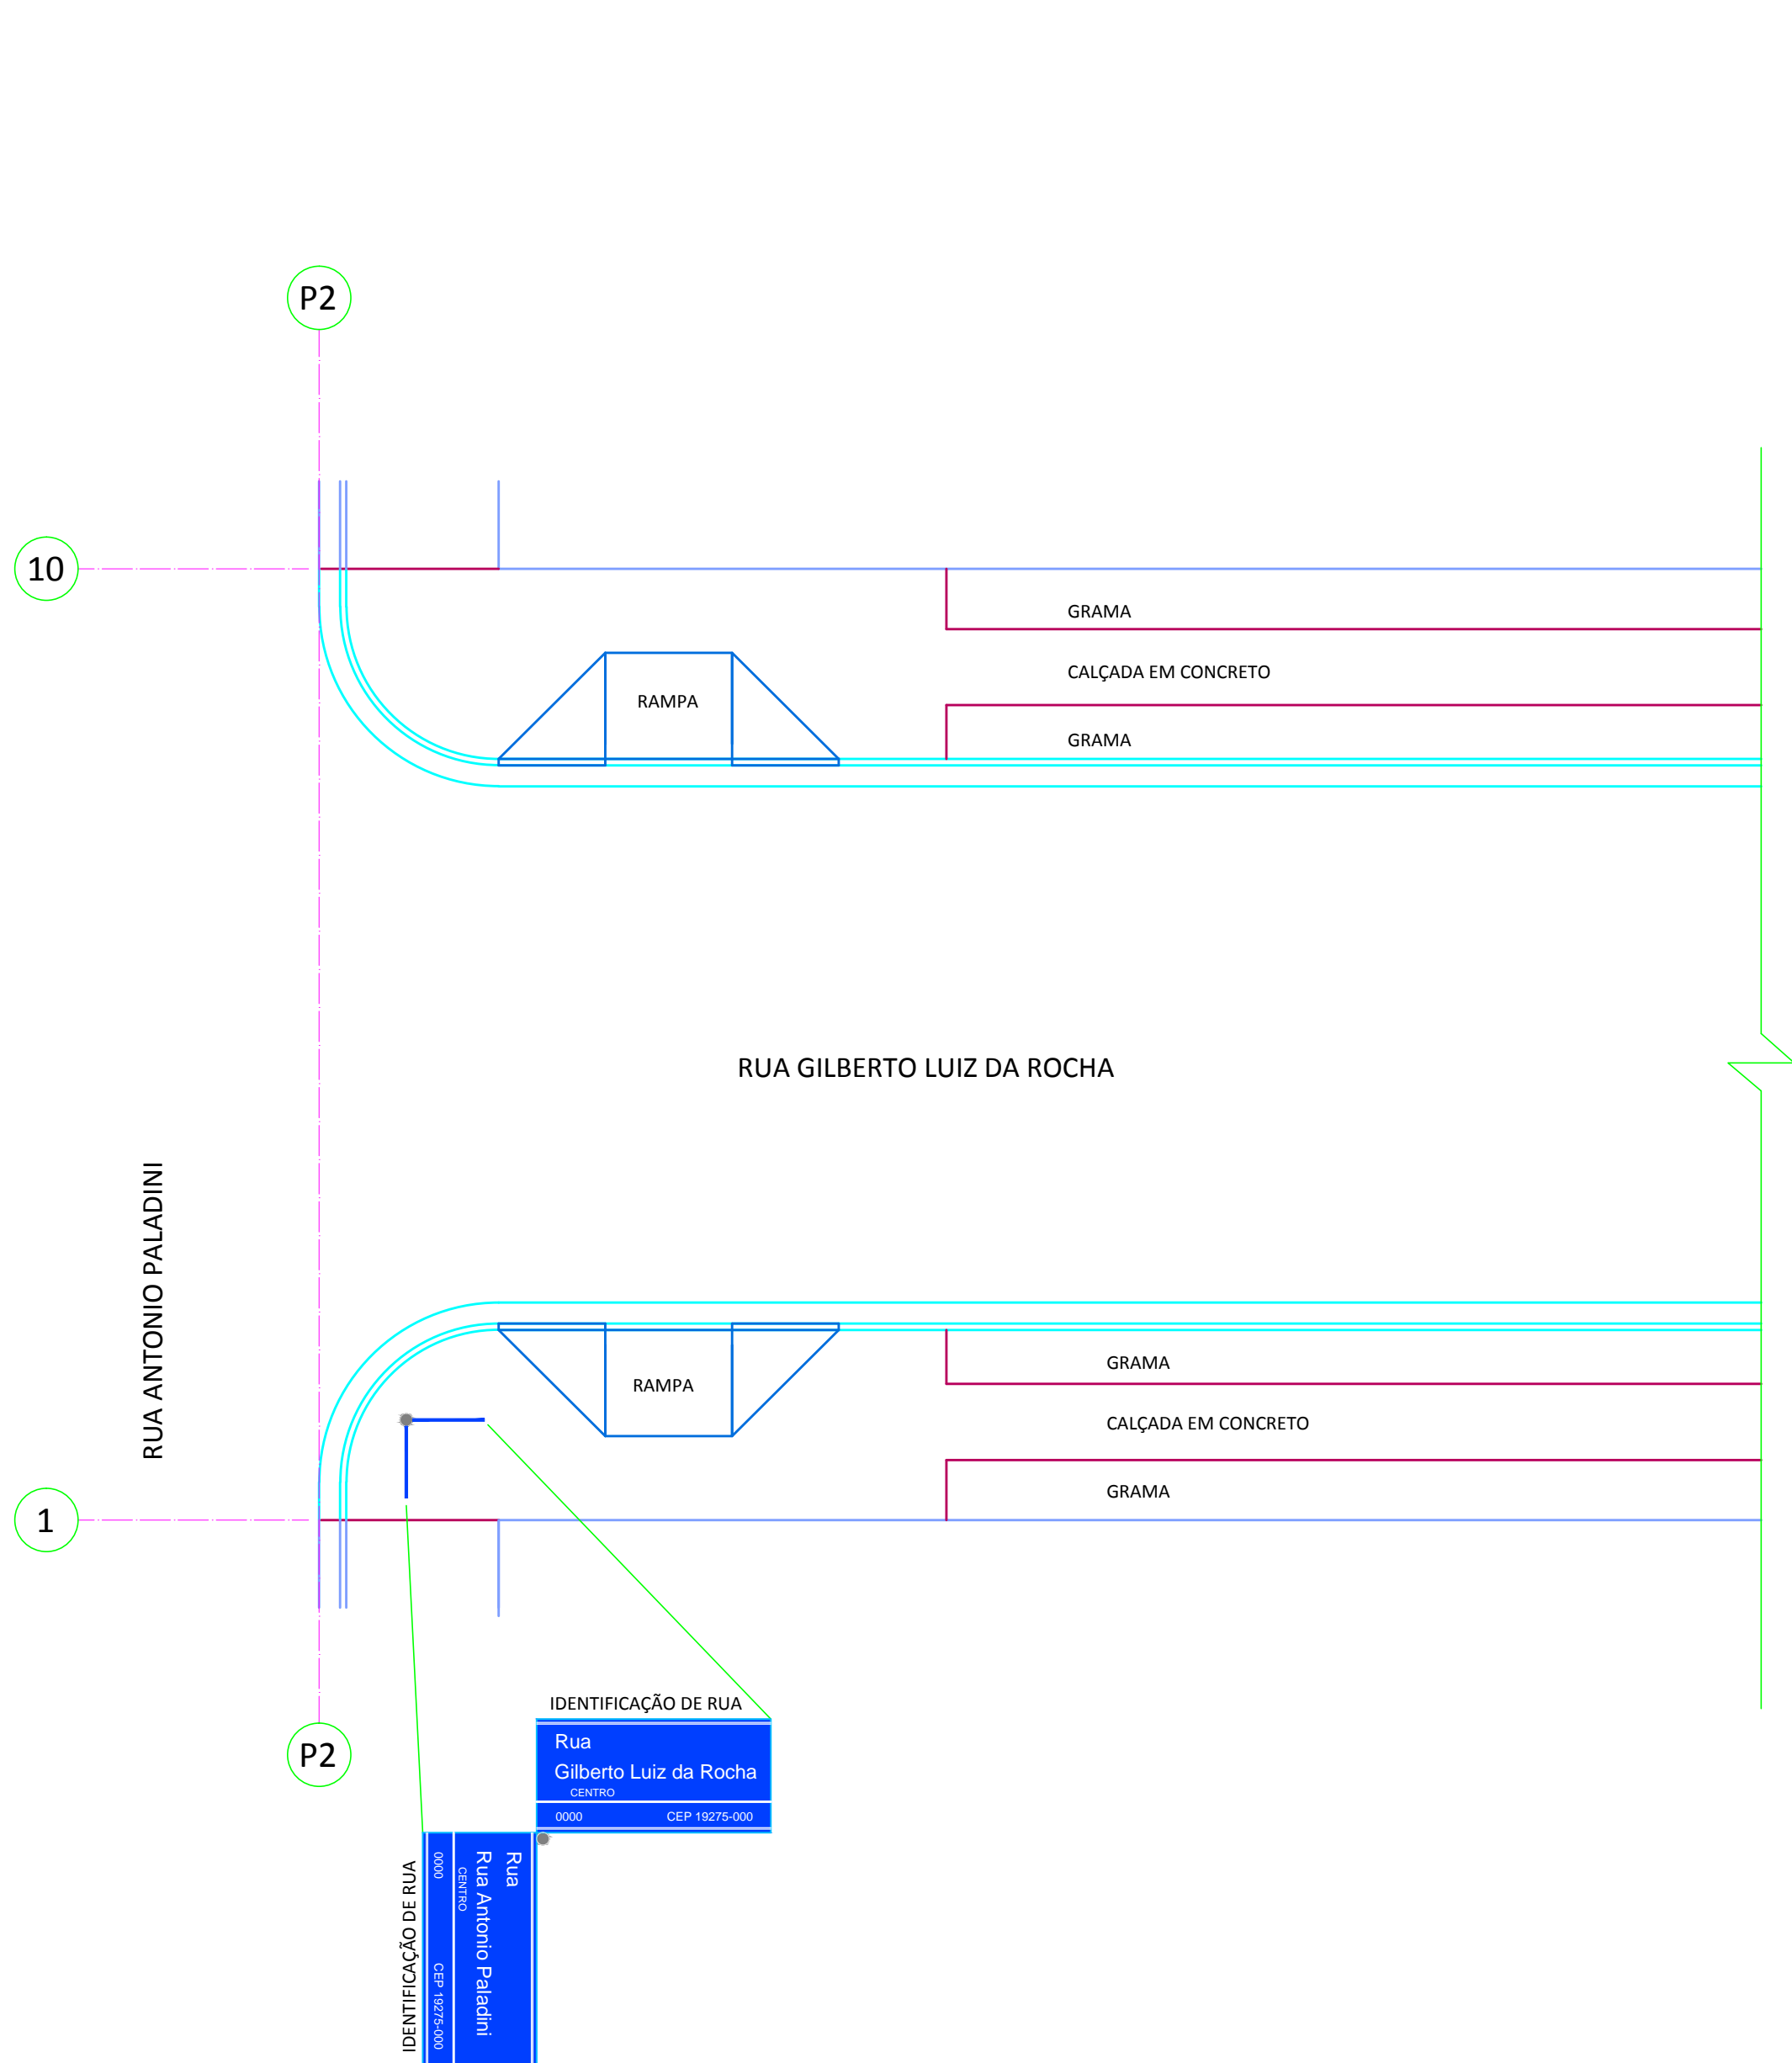 P2
10
GRAMA
CALÇADA EM CONCRETO
RAMPA
GRAMA
RUA GILBERTO LUIZ DA ROCHA
RUA ANTONIO PALADINI
GRAMA
RAMPA
CALÇADA EM CONCRETO
GRAMA
1
IDENTIFICAÇÃO DE RUA
P2
Rua
Gilberto Luiz da Rocha
CENTRO
0000 CEP 19275-000
IDENTIFICAÇÃO DE RUA
Rua
Rua Antonio Paladini
CENTRO
0000 CEP 19275-000